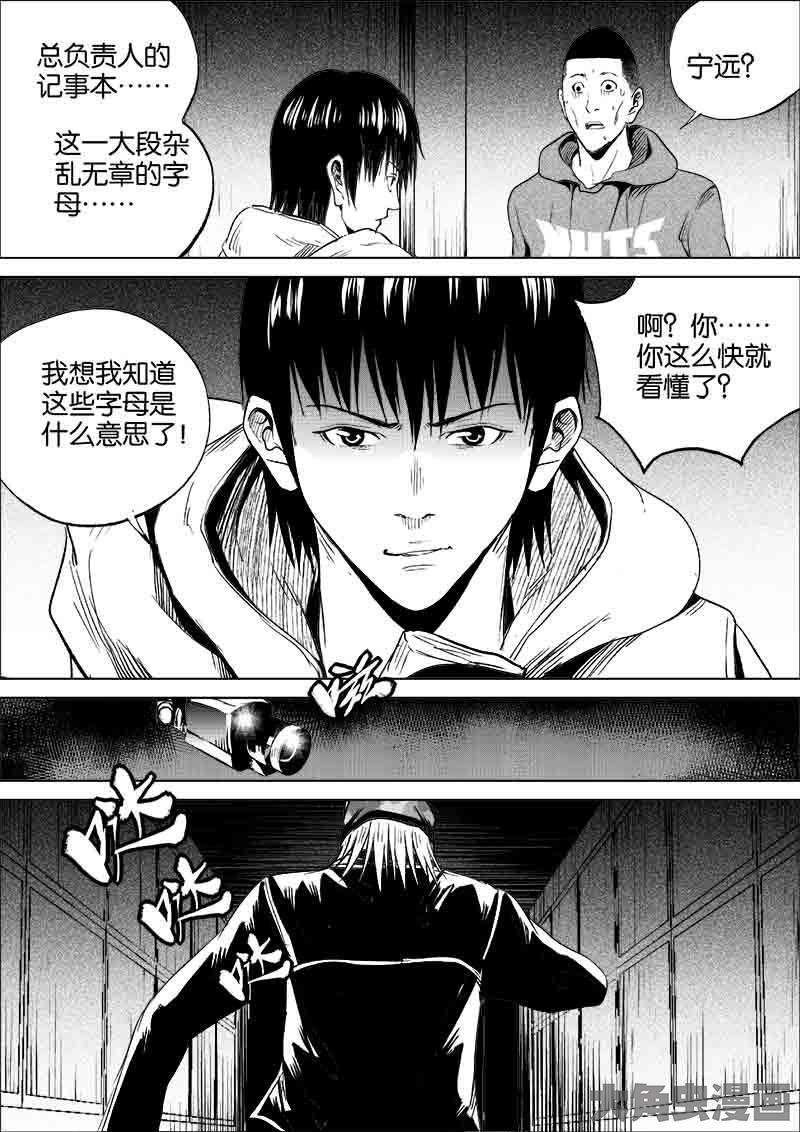 总负责人的
记事本……
这一大段杂
乱无章的字
母……
宁远？
NHTS
我想我知道
这些字母是
什么意思了！
啊？你……
你这么快就
看懂了？
咔
咔
咔
大角虫漫画